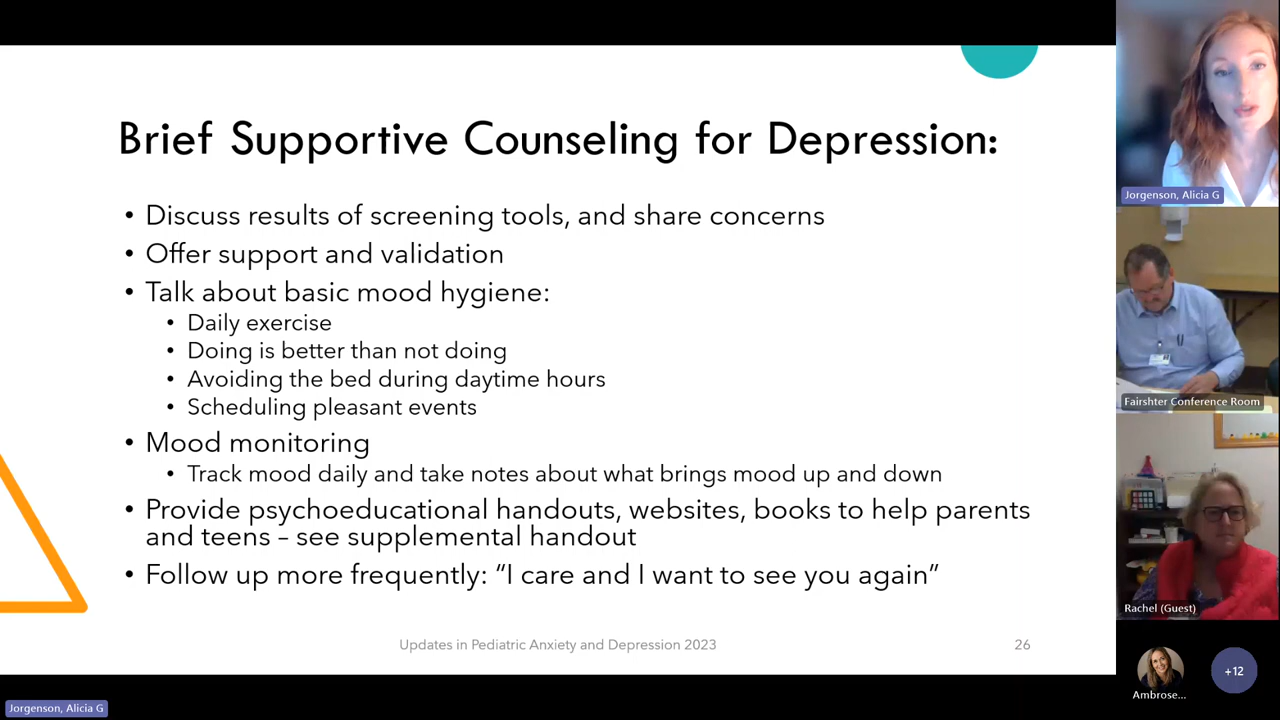 Brief Supportive Counseling for Depression:
• Discuss results of screening tools, and share concerns
• Offer support and validation
• Talk about basic mood hygiene:
• Daily exercise
• Doing is better than not doing
• Avoiding the bed during daytime hours
• Scheduling pleasant events
• Mood monitoring
• Track mood daily and take notes about what brings mood up and down
• Provide psychoeducational handouts, websites, books to help parents
and teens – see supplemental handout
• Follow up more frequently: “I care and I want to see you again”
Updates in Pediatric Anxiety and Depression 2023
26
Jorgenson, Alicia G
Fairshter Conference Room
Rachel (Guest)
Ambrose...
+12
Jorgenson, Alicia G